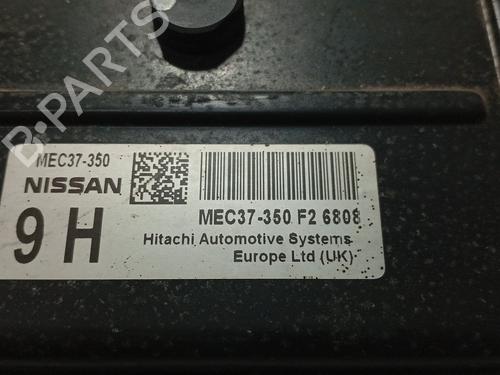 B-PARTS
MEC37-350
NISSAN
9 H
MEC37-350 F2 6808
Hitachi Automotive Systems
Europe Ltd (UK)